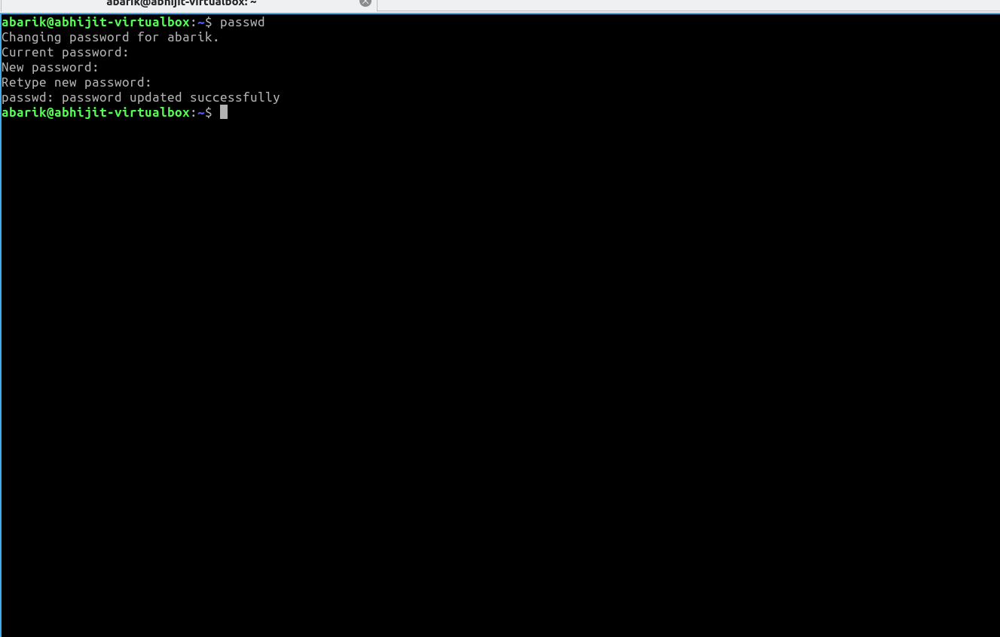 abarik@abhijit-virtualbox: ~
abarik@abhijit-virtualbox:~$ passwd
Changing password for abarik.
Current password:
New password:
Retype new password:
passwd: password updated successfully
abarik@abhijit-virtualbox:~$